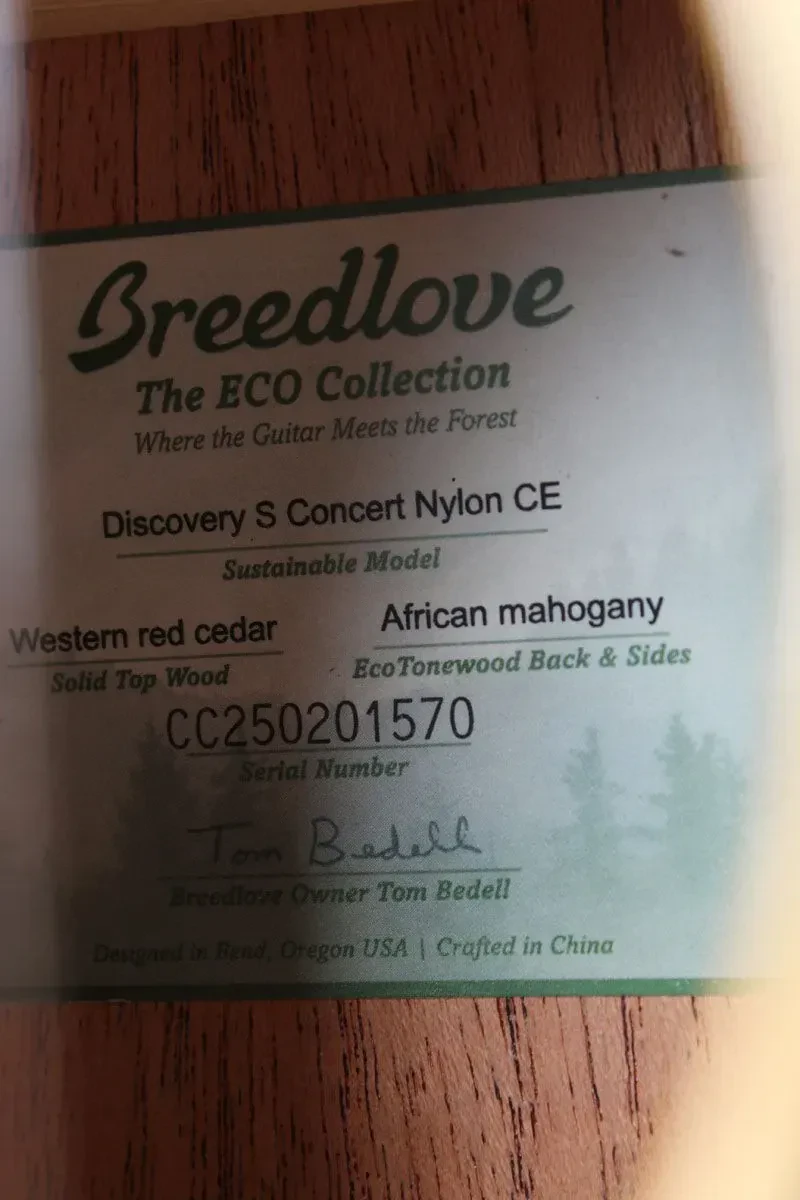 Breedlove
The ECO Collection
Where the Guitar Meets the Forest
Discovery S Concert Nylon CE
Sustainable Model
Western red cedar
Solid Top Wood
African mahogany
EcoTonewood Back & Sides
CC250201570
Serial Number
Tom Bedell
Breedlove Owner Tom Bedell
Designed in Bend, Oregon USA | Crafted in China